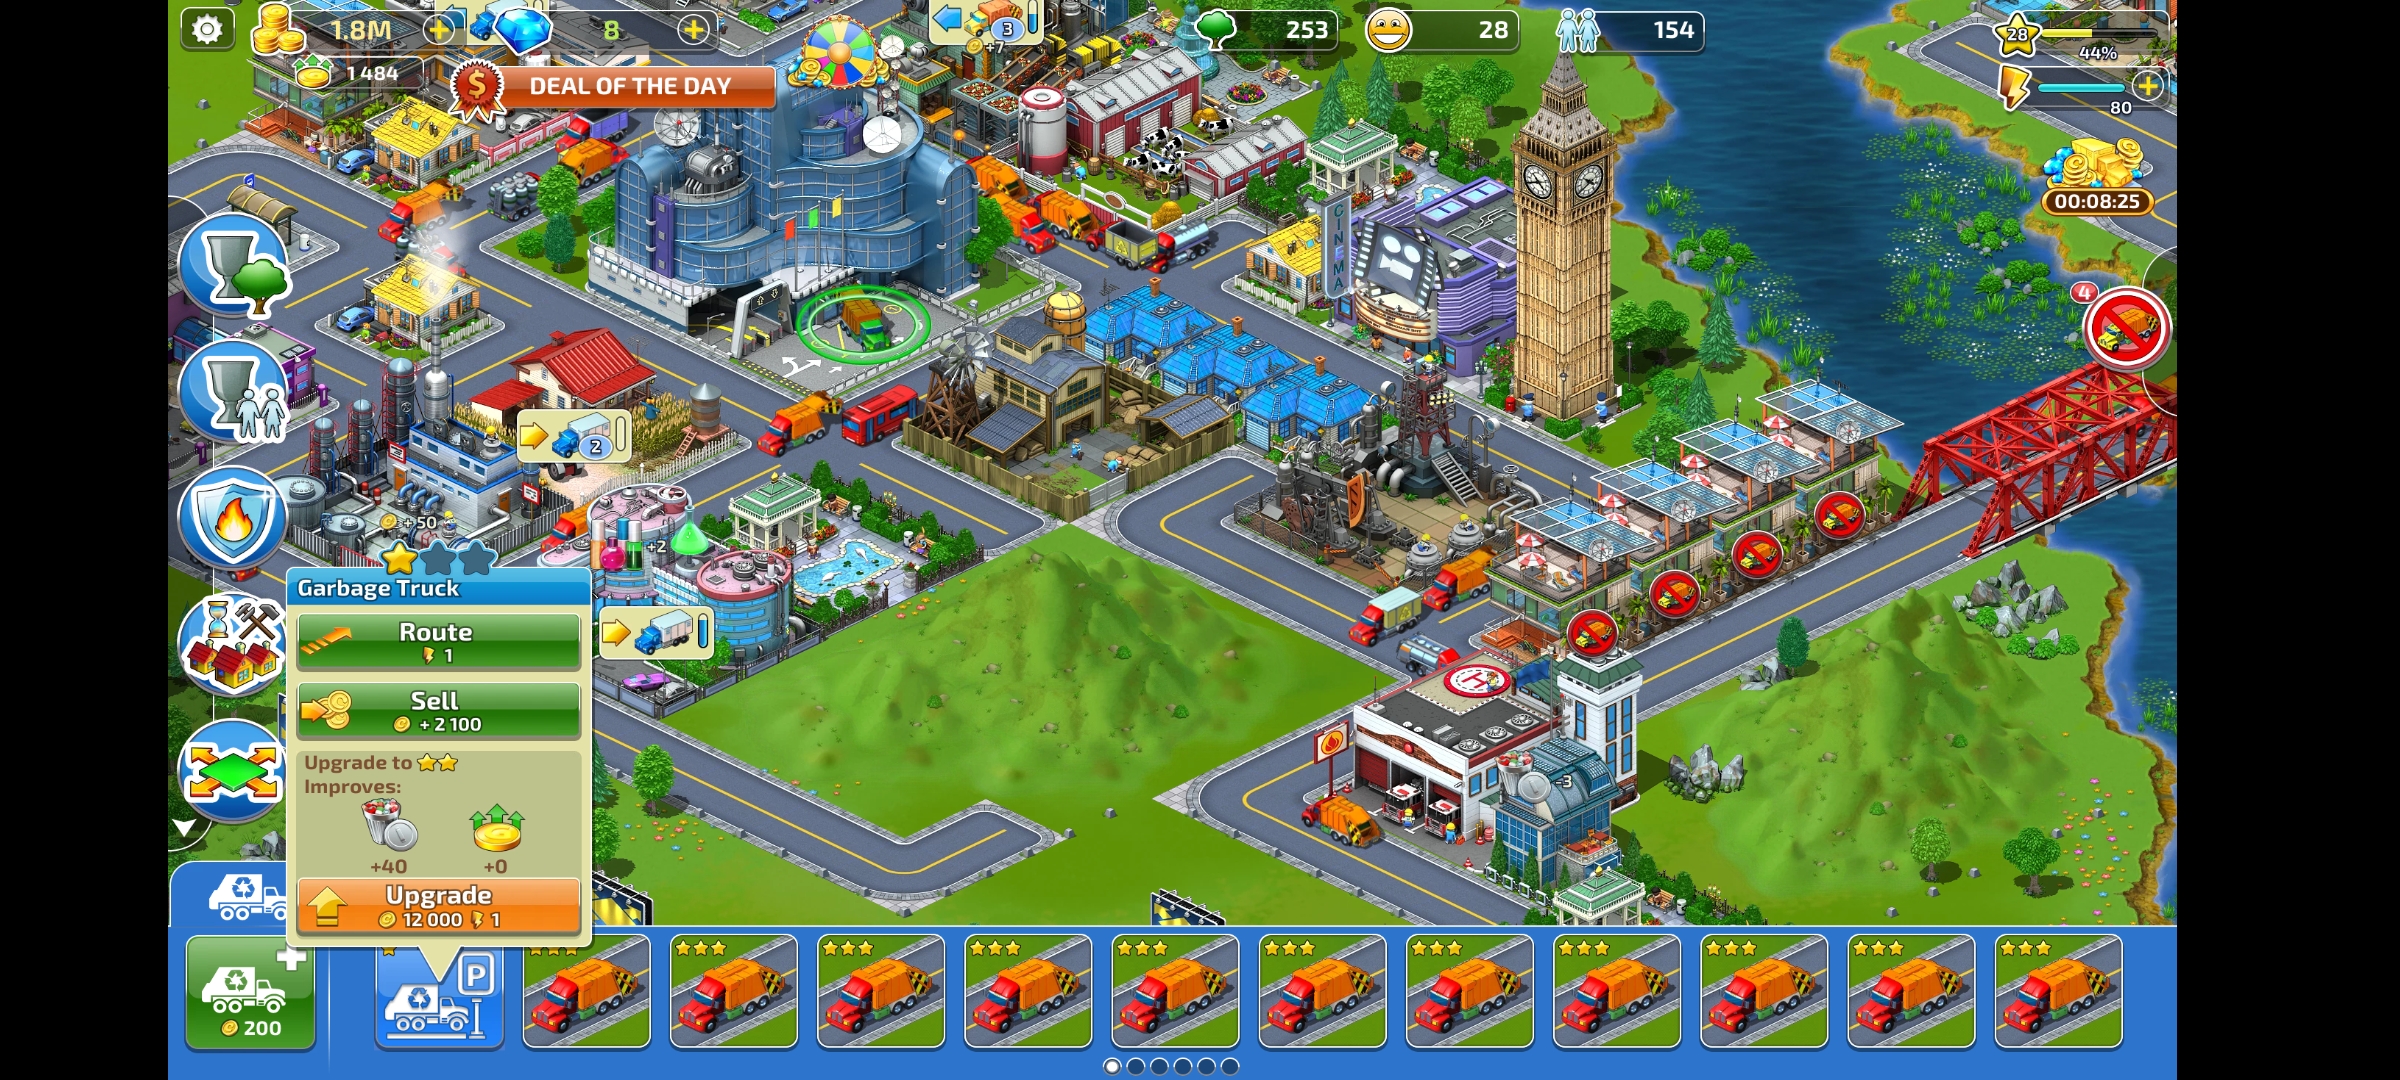 1.8M
8
3
+7
253
28
154
28
44%
1 484
DEAL OF THE DAY
80
00:08:25
CINEMA
4
2
+50
+2
Garbage Truck
Route
1
Sell
+2 100
Upgrade to
Improves:
-3
+40
+0
Upgrade
12 000 1
P
200
H